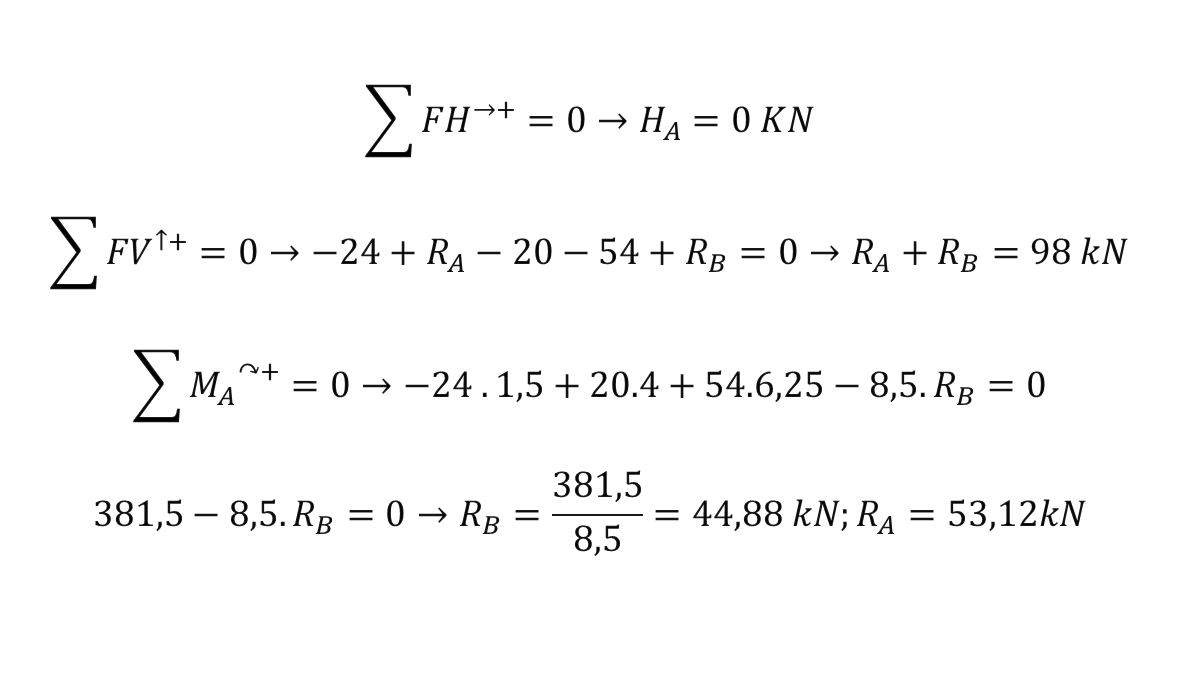 ∑ FH→+ = 0 → H_A = 0 KN
∑ FV↑+ = 0 → −24 + R_A − 20 − 54 + R_B = 0 → R_A + R_B = 98 kN
∑ M_A↷+ = 0 → −24 . 1,5 + 20.4 + 54.6,25 − 8,5. R_B = 0
381,5 − 8,5. R_B = 0 → R_B = 381,5/8,5 = 44,88 kN; R_A = 53,12kN